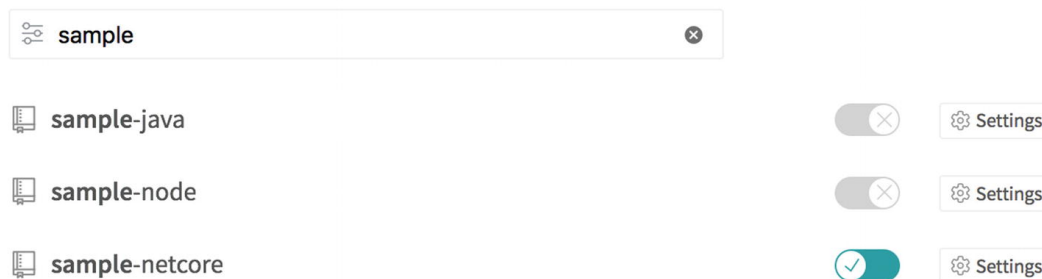 sample
sample-java
Settings
sample-node
Settings
sample-netcore
Settings